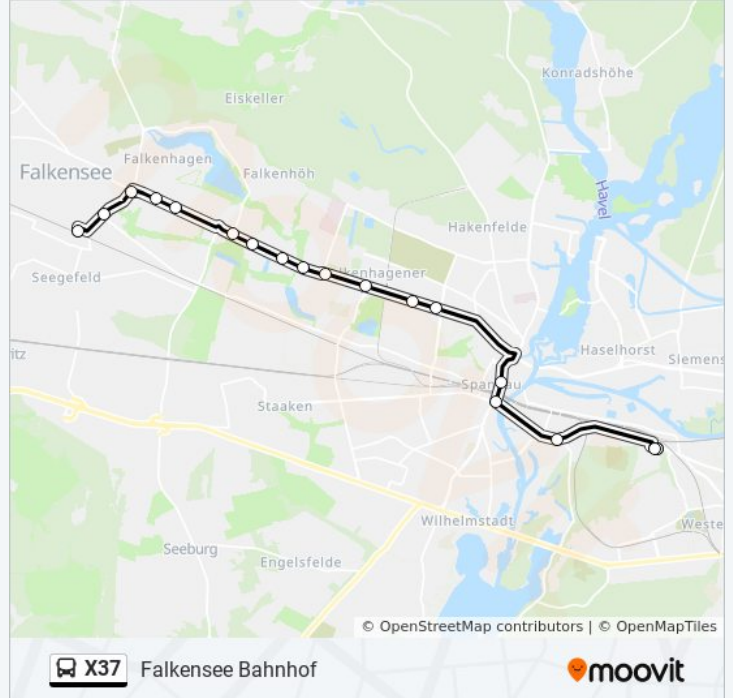 Konradshöhe
Eiskeller
Falkenhagen
Falkensee
Falkenhöh
Havel
Hakenfelde
Seegefeld
lkenhagener
Haselhorst
Siemens
itz
Spandau
Staaken
Wilhelmstadt
Weste
Seeburg
Engelsfelde
© OpenStreetMap contributors | © OpenMapTiles
X37 Falkensee Bahnhof moovit